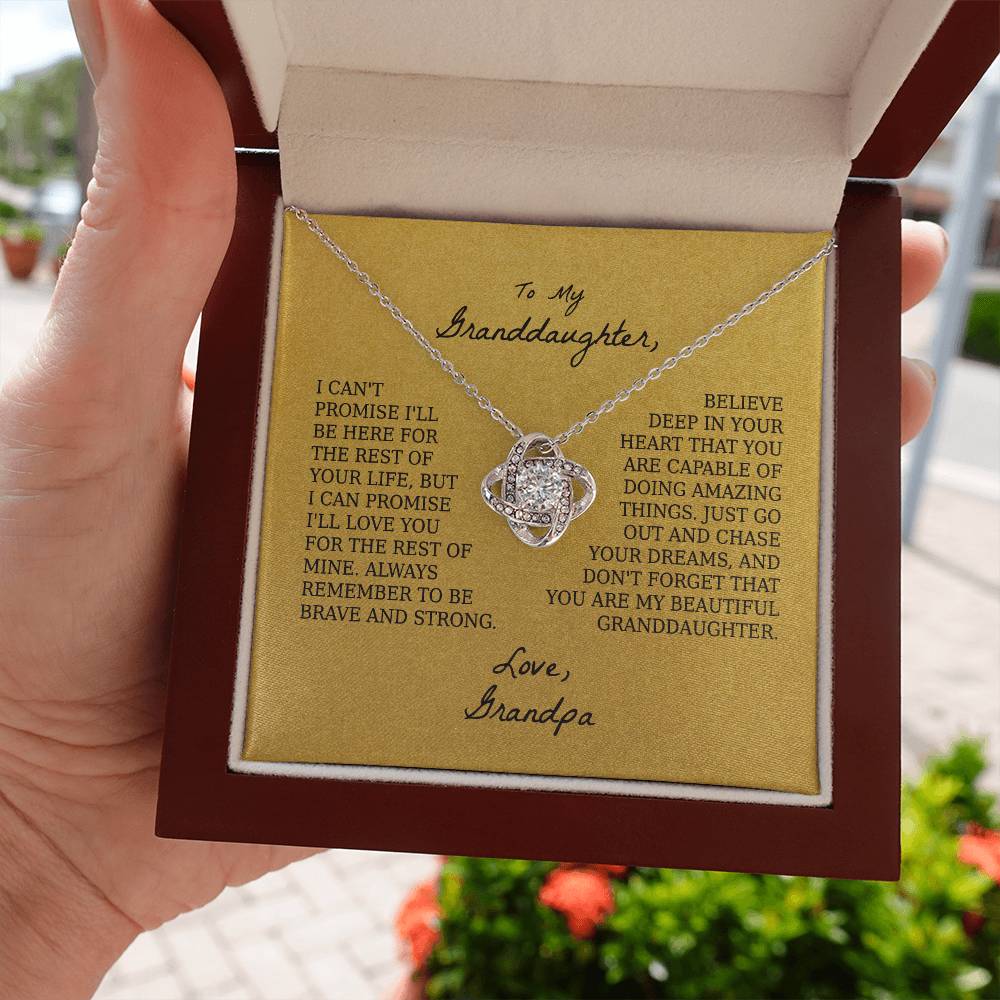 To My
Granddaughter,
I CAN'T
PROMISE I'LL
BE HERE FOR
THE REST OF
YOUR LIFE, BUT
I CAN PROMISE
I'LL LOVE YOU
FOR THE REST OF
MINE. ALWAYS
REMEMBER TO BE
BRAVE AND STRONG.
BELIEVE
DEEP IN YOUR
HEART THAT YOU
ARE CAPABLE OF
DOING AMAZING
THINGS. JUST GO
OUT AND CHASE
YOUR DREAMS, AND
DON'T FORGET THAT
YOU ARE MY BEAUTIFUL
GRANDDAUGHTER.
Love,
Grandpa